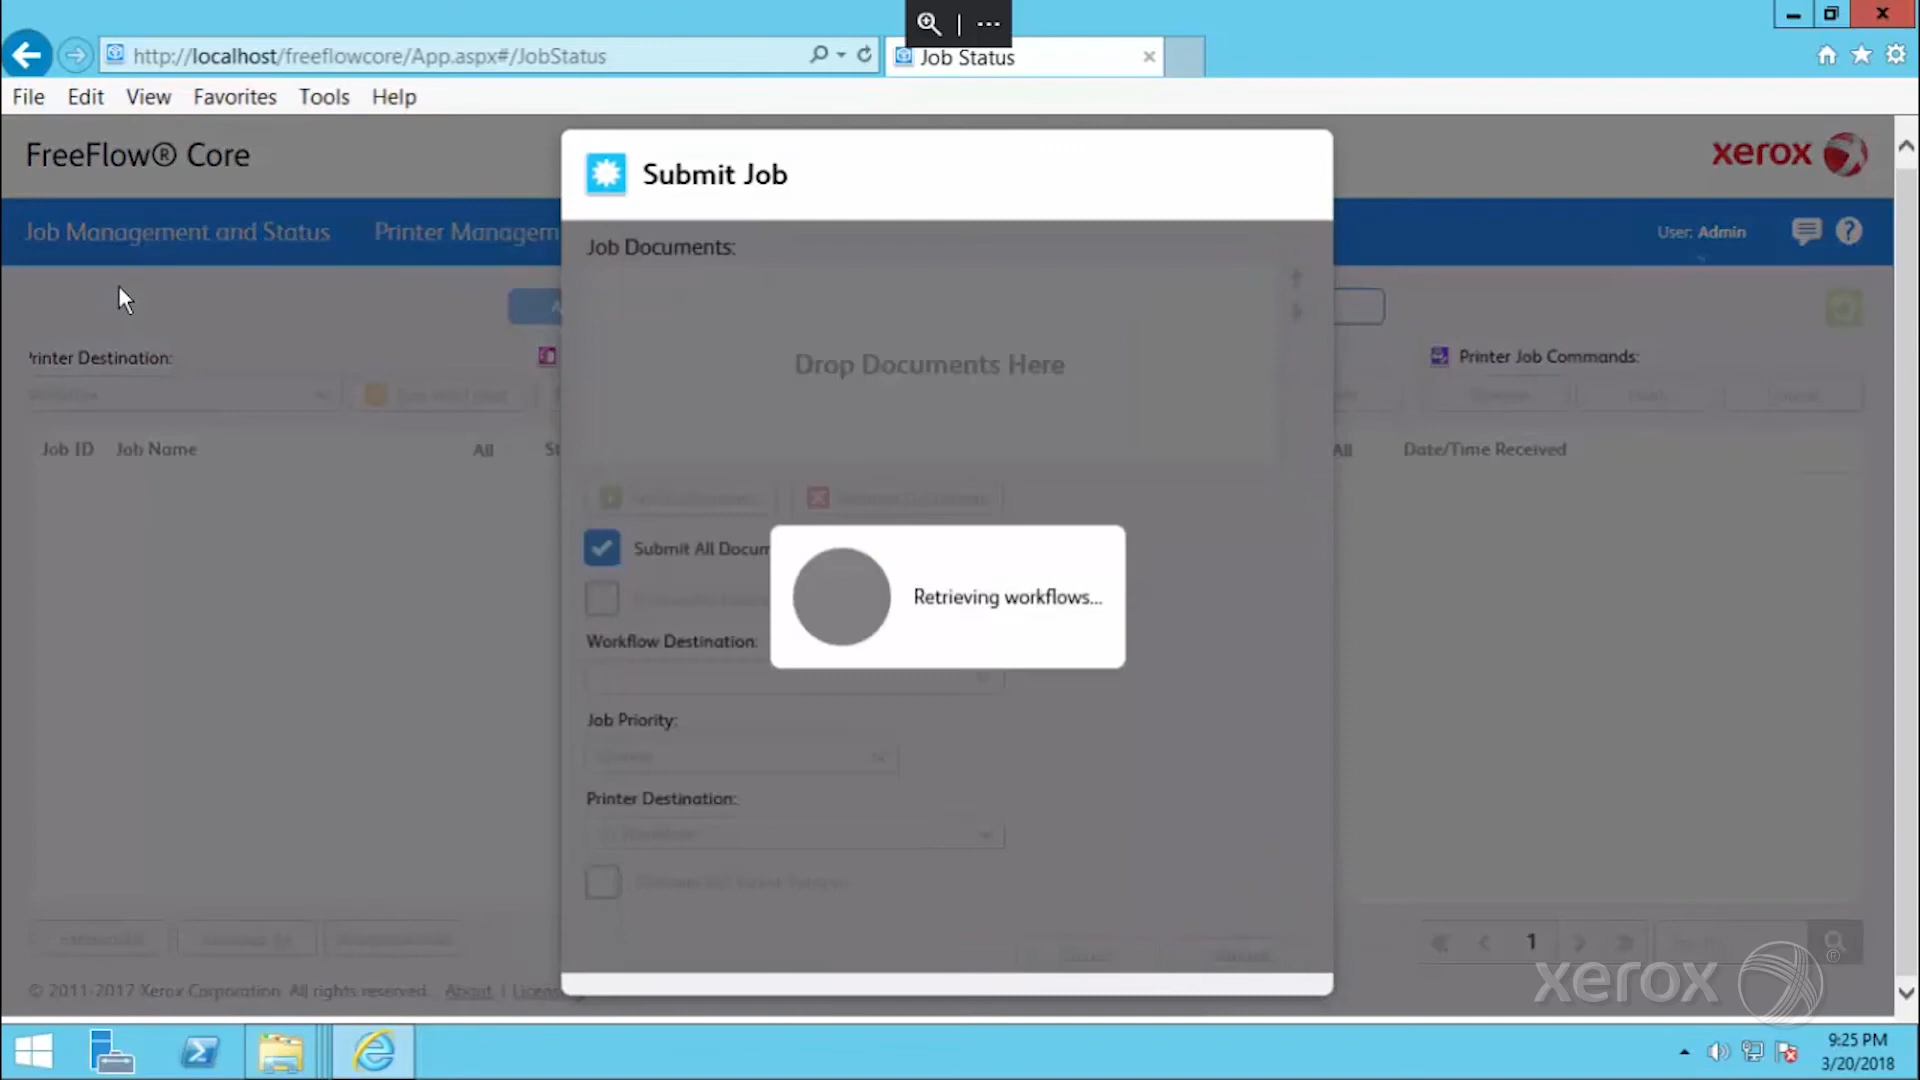 http://localhost/freeflowcore/App.aspx#/JobStatus
Job Status
File Edit View Favorites Tools Help
FreeFlow® Core
xerox
Submit Job
Job Management and Status
Printer Managem
User: Admin
Job Documents:
Drop Documents Here
rinter Destination:
Printer Job Commands:
Job ID Job Name All St
All Date/Time Received
Submit All Docum
Retrieving workflows...
Workflow Destination:
Job Priority:
Printer Destination:
1
© 2011-2017 Xerox Corporation. All rights reserved. About | Licens
xerox ®
9:25 PM
3/20/2018